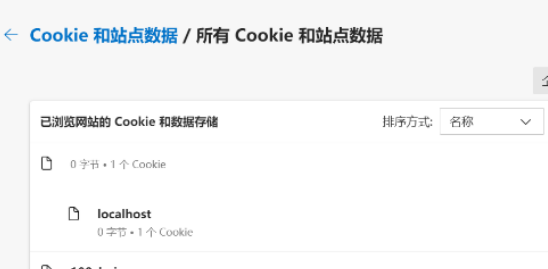 ← Cookie 和站点数据 / 所有 Cookie 和站点数据
已浏览网站的 Cookie 和数据存储
排序方式:
名称
0 字节 • 1 个 Cookie
localhost
0 字节 • 1 个 Cookie